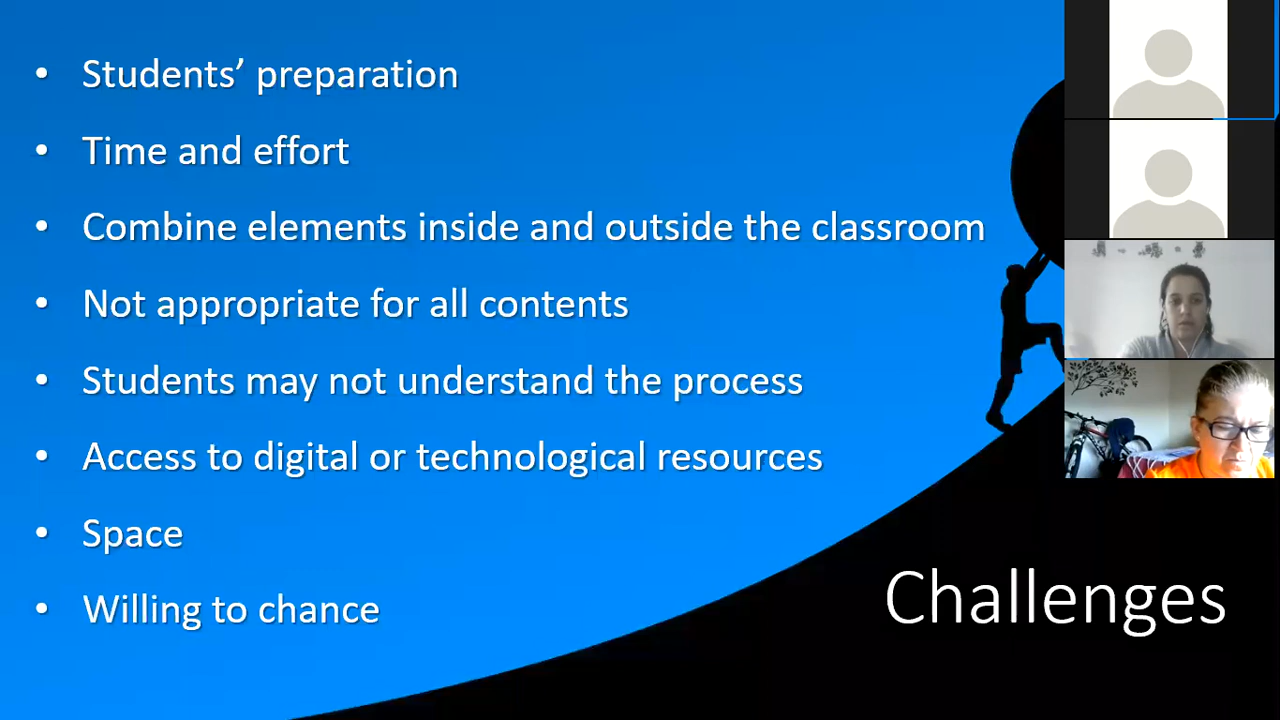 • Students’ preparation
• Time and effort
• Combine elements inside and outside the classroom
• Not appropriate for all contents
• Students may not understand the process
• Access to digital or technological resources
• Space
• Willing to chance
Challenges